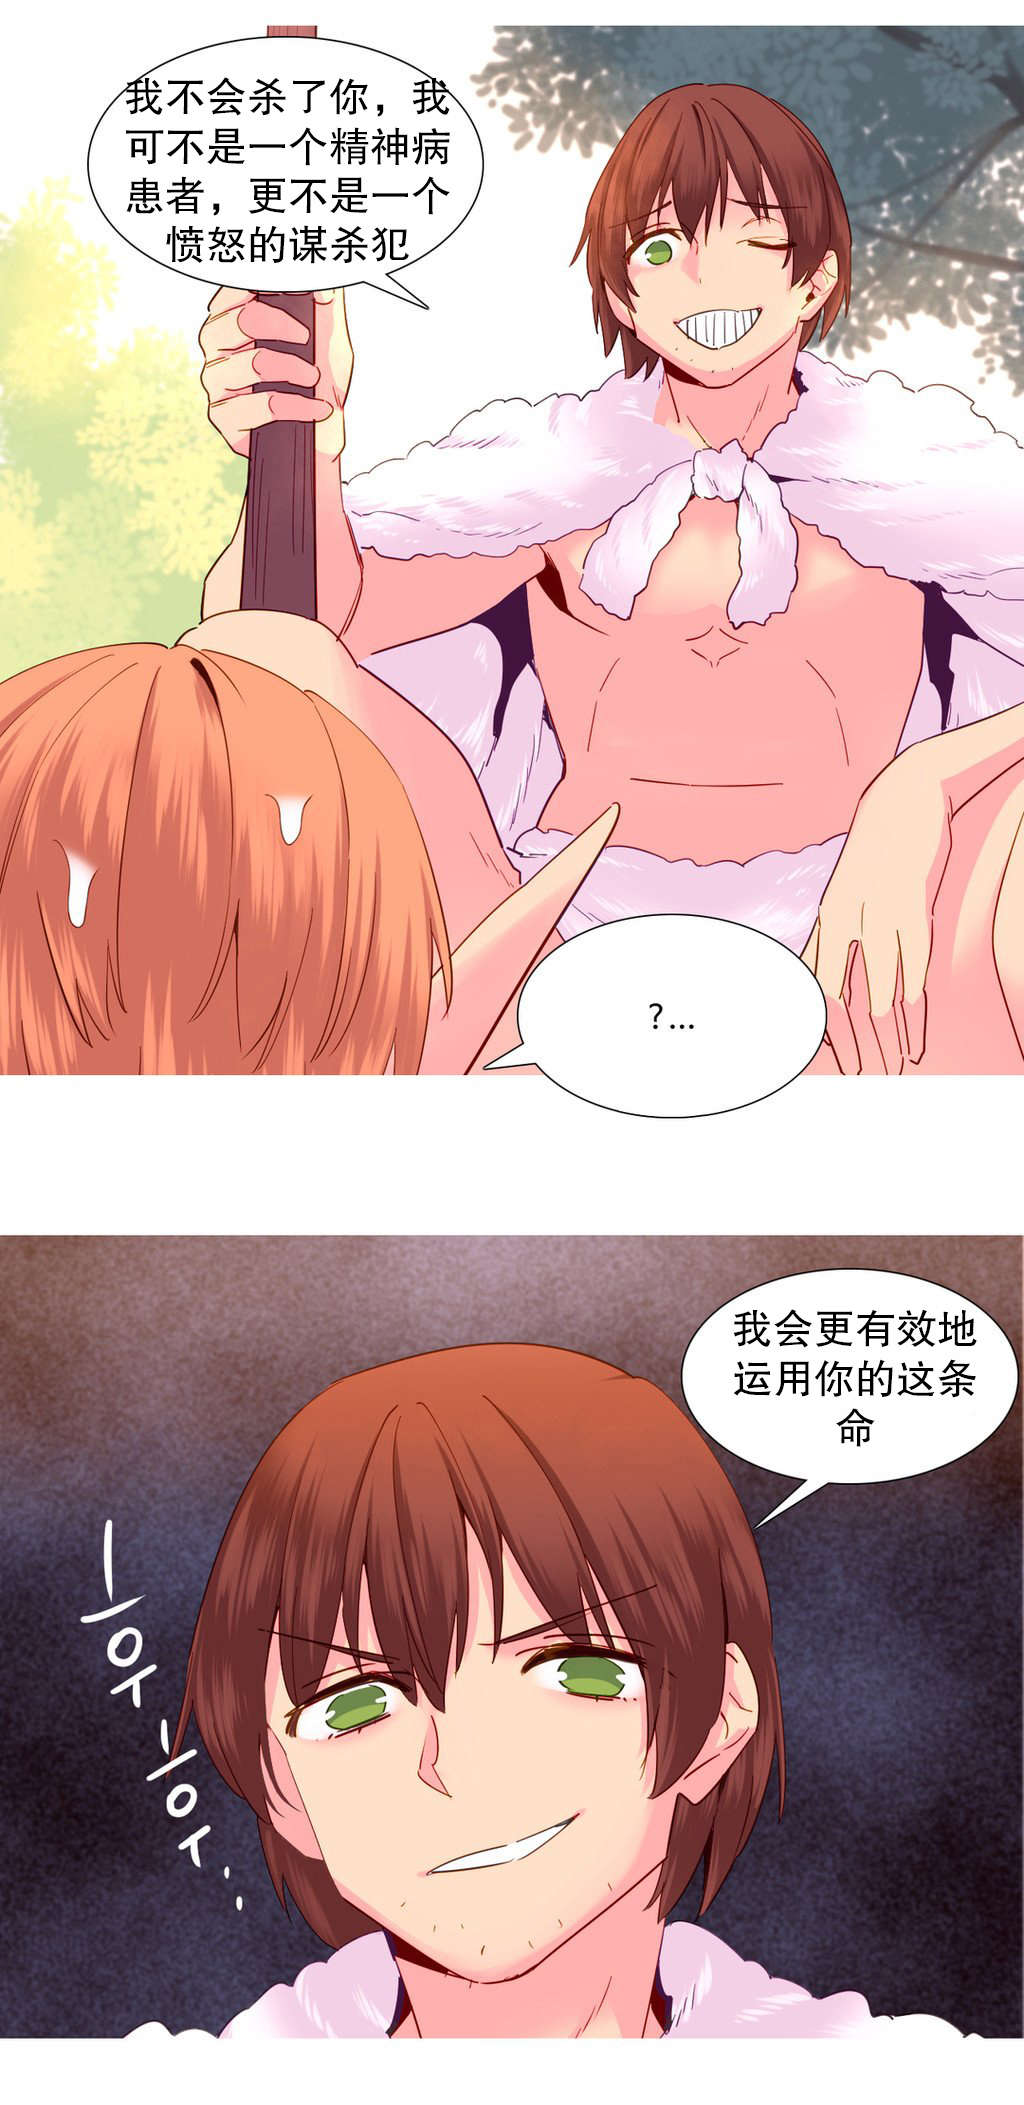 我不会杀了你，我
可不是一个精神病
患者，更不是一个
愤怒的谋杀犯
?...
我会更有效地
运用你的这条
命